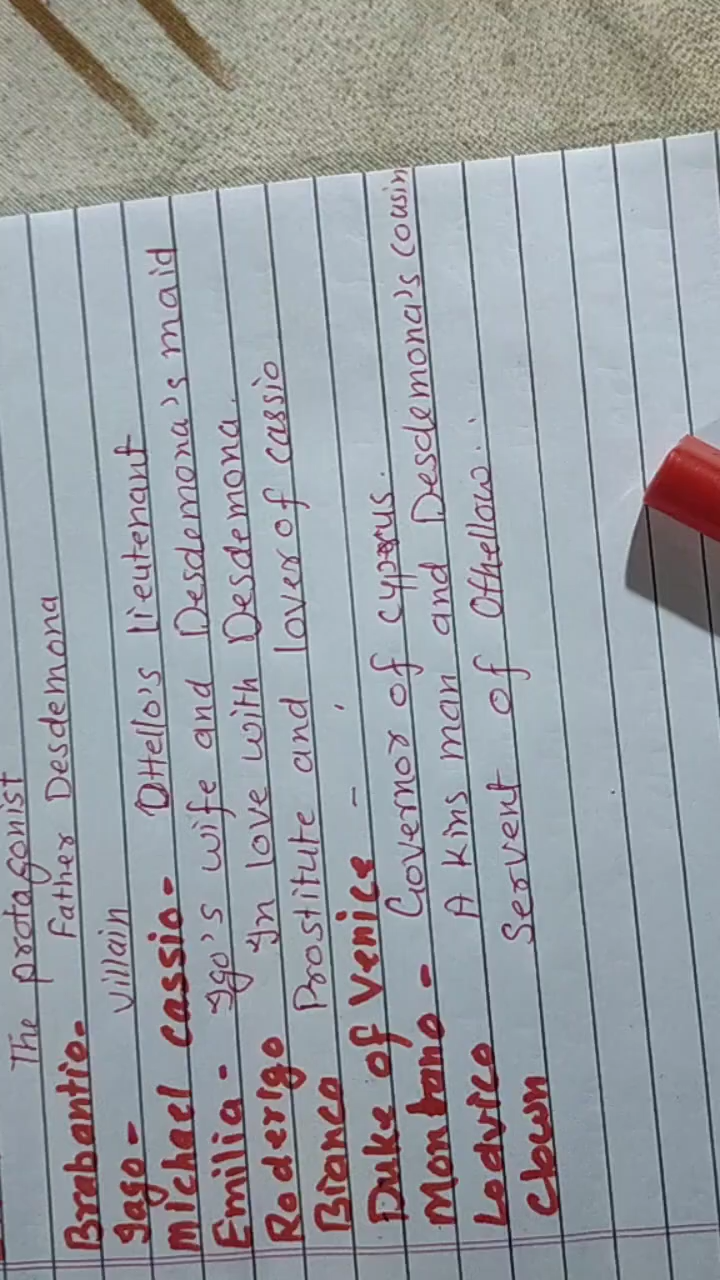 The protagonist
Brabantio- Father Desdemona
Iago- villain
Michael cassio- OHello's lieutenant
Emilia- Igo's wife and Desdemona's maid
Roderigo In love with Desdemona.
Bianca Prostitute and lover of cassio
Duke of Venice -
Montano- Governor of cyprus.
Lodvico A kins man and Desdemona's cousin
Clown Servent of Othellow.